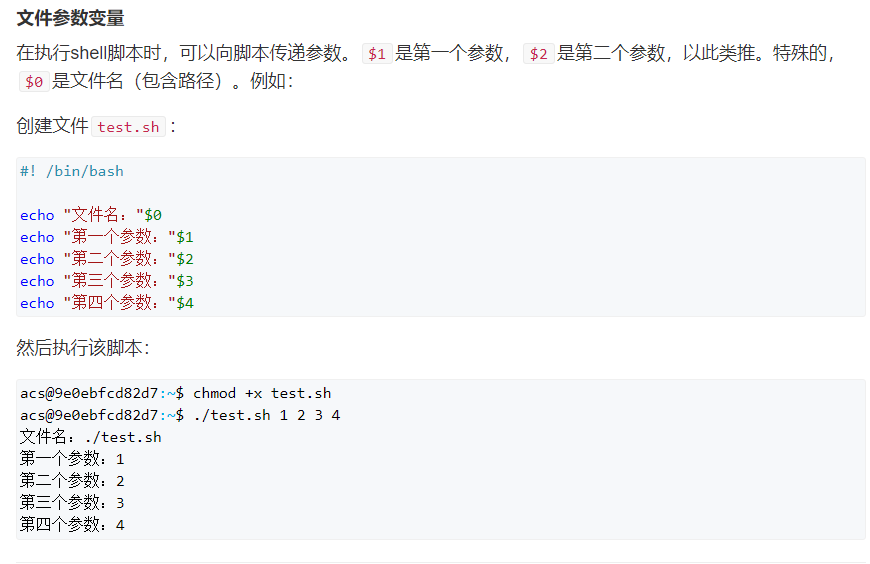 文件参数变量
在执行shell脚本时，可以向脚本传递参数。$1是第一个参数，$2是第二个参数，以此类推。特殊的，
$0是文件名（包含路径）。例如：
创建文件test.sh：
#! /bin/bash
echo "文件名："$0
echo "第一个参数："$1
echo "第二个参数："$2
echo "第三个参数："$3
echo "第四个参数："$4
然后执行该脚本：
acs@9e0ebfcd82d7:~$ chmod +x test.sh
acs@9e0ebfcd82d7:~$ ./test.sh 1 2 3 4
文件名：./test.sh
第一个参数：1
第二个参数：2
第三个参数：3
第四个参数：4